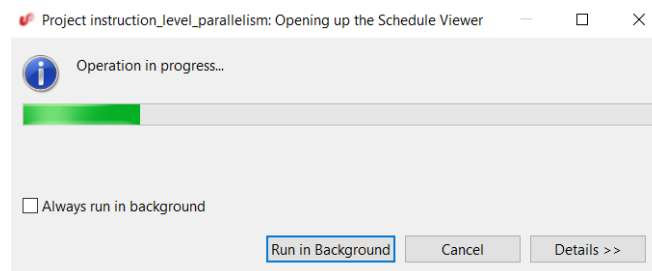 Project instruction_level_parallelism: Opening up the Schedule Viewer
Operation in progress...
Always run in background
Run in Background
Cancel
Details >>